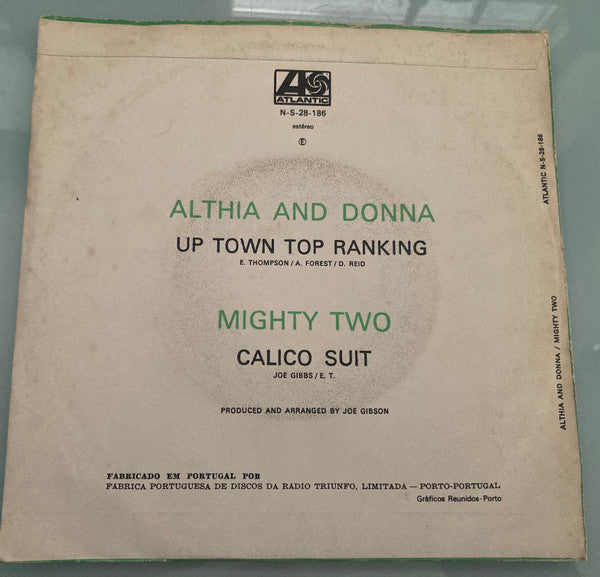 ATLANTIC
N-S-28-186
estéreo
E
ALTHIA AND DONNA
UP TOWN TOP RANKING
E. THOMPSON / A. FOREST / D. REID
MIGHTY TWO
CALICO SUIT
JOE GIBBS / E. T.
PRODUCED AND ARRANGED BY JOE GIBSON
FABRICADO EM PORTUGAL POR
FÁBRICA PORTUGUESA DE DISCOS DA RÁDIO TRIUNFO, LIMITADA — PORTO-PORTUGAL
Gráficos Reunidos-Porto
ATLANTIC N-S-28-186
ALTHIA AND DONNA / MIGHTY TWO